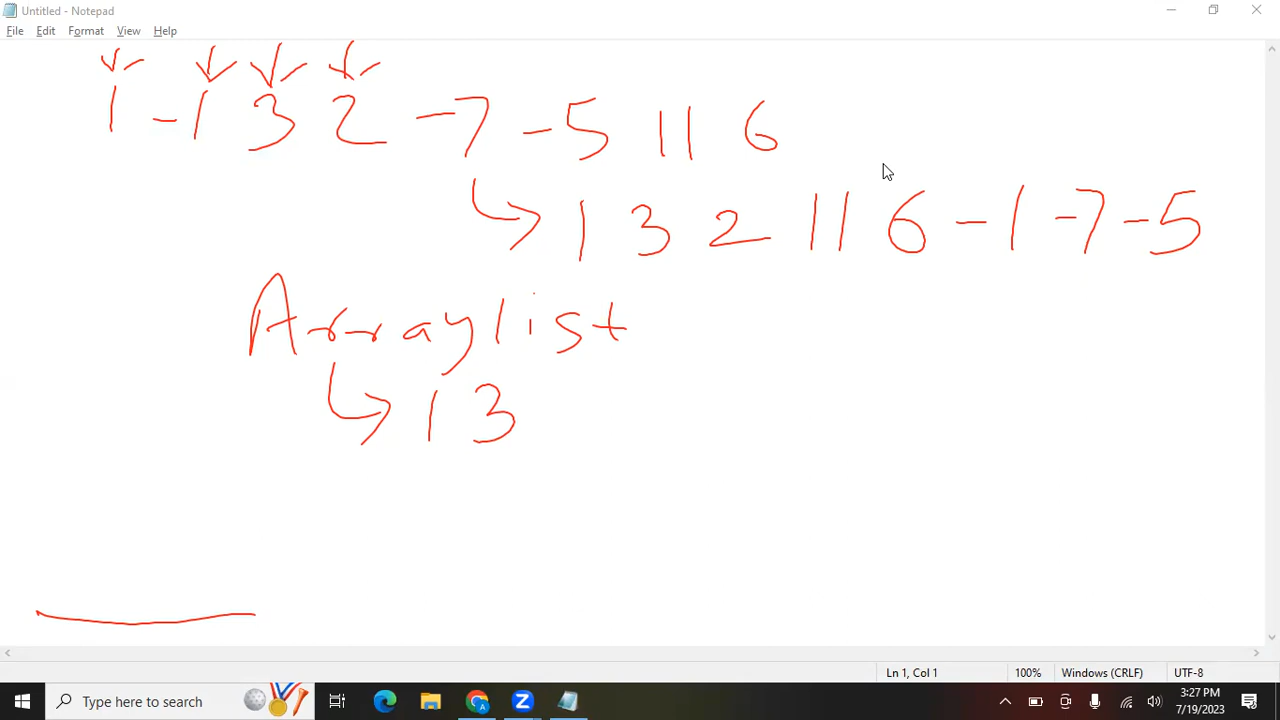 Untitled - Notepad
File Edit Format View Help
1 -1 3 2 -7 -5 11 6
1 3 2 11 6 -1 -7 -5
Arraylist
1 3
Ln 1, Col 1 100% Windows (CRLF) UTF-8
Type here to search
3:27 PM
7/19/2023